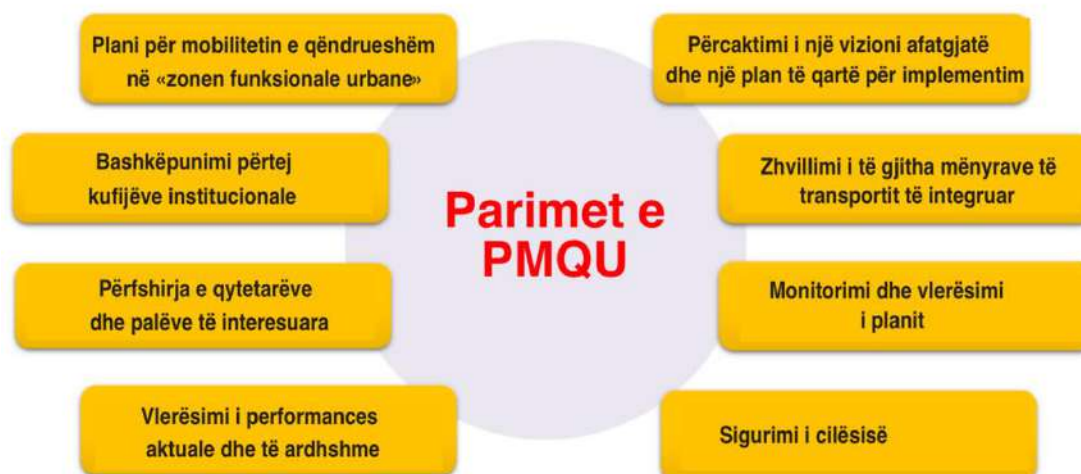 Plani për mobilitetin e qëndrueshëm
në «zonen funksionale urbane»
Bashkëpunimi përtej
kufijëve institucionale
Përfshirja e qytetarëve
dhe palëve të interesuara
Vlerësimi i performances
aktuale dhe të ardhshme
Parimet e
PMQU
Përcaktimi i një vizioni afatgjatë
dhe një plan të qartë për implementim
Zhvillimi i të gjitha mënyrave të
transportit të integruar
Monitorimi dhe vlerësimi
i planit
Sigurimi i cilësisë